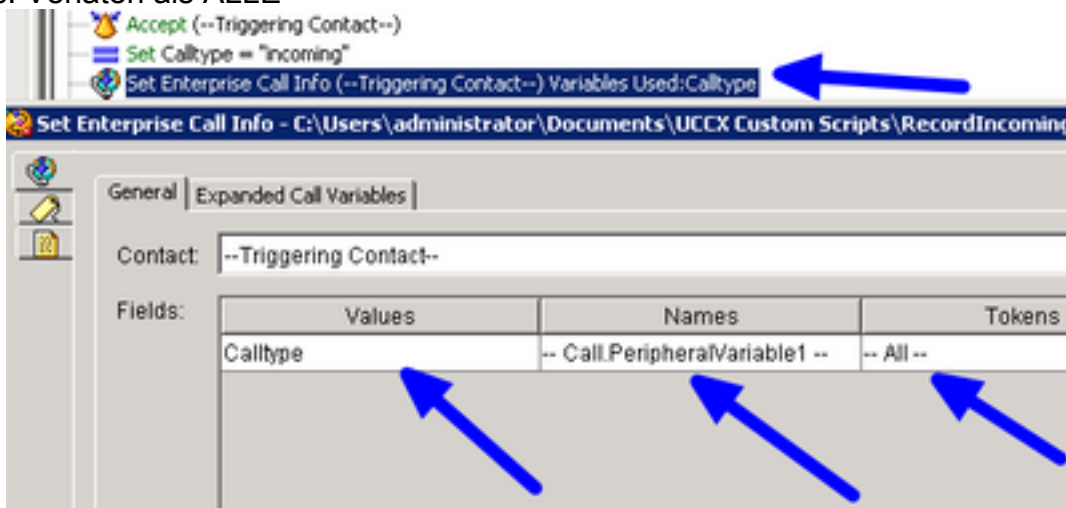 Accept (--Triggering Contact--)
Set Calltype = "incoming"
Set Enterprise Call Info (--Triggering Contact--) Variables Used:Calltype
Set Enterprise Call Info - C:\Users\administrator\Documents\UCCX Custom Scripts\RecordIncoming
General Expanded Call Variables
Contact: --Triggering Contact--
Fields: Values Names Tokens
Calltype -- Call.PeripheralVariable1 -- -- All --